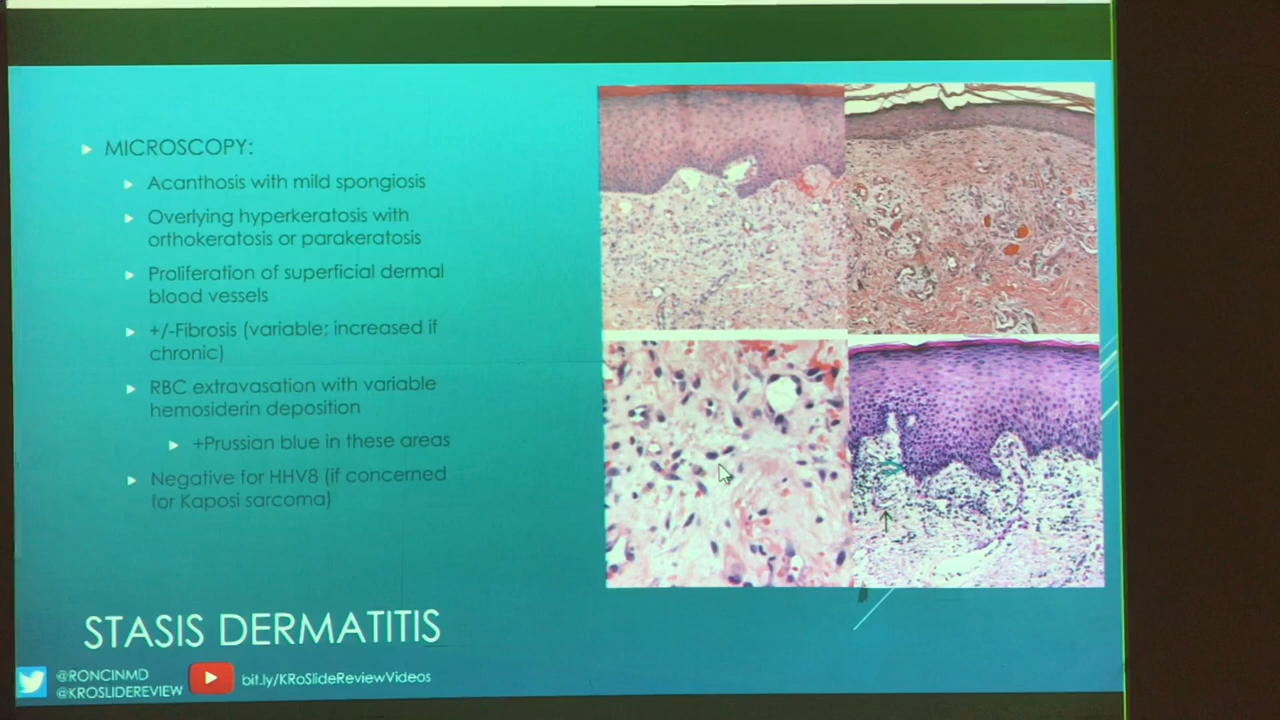 MICROSCOPY:
Acanthosis with mild spongiosis
Overlying hyperkeratosis with
orthokeratosis or parakeratosis
Proliferation of superficial dermal
blood vessels
+/-Fibrosis (variable; increased if
chronic)
RBC extravasation with variable
hemosiderin deposition
+Prussian blue in these areas
Negative for HHV8 (if concerned
for Kaposi sarcoma)
STASIS DERMATITIS
@RONCINMD
@KROSLIDEREVIEW
bit.ly/KRoSlideReviewVideos